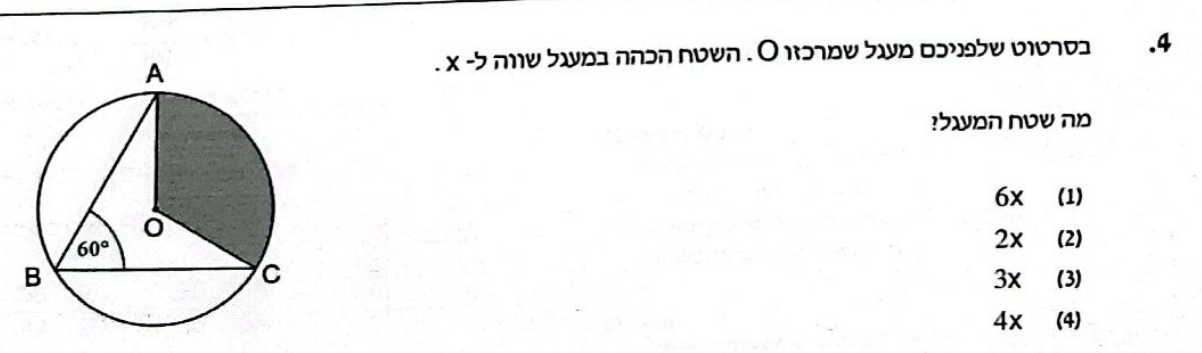 .4 בסרטוט שלפניכם מעגל שמרכזו O. השטח הכהה במעגל שווה ל- x.
מה שטח המעגל?
(1) 6x
(2) 2x
(3) 3x
(4) 4x
A
O
60°
B
C